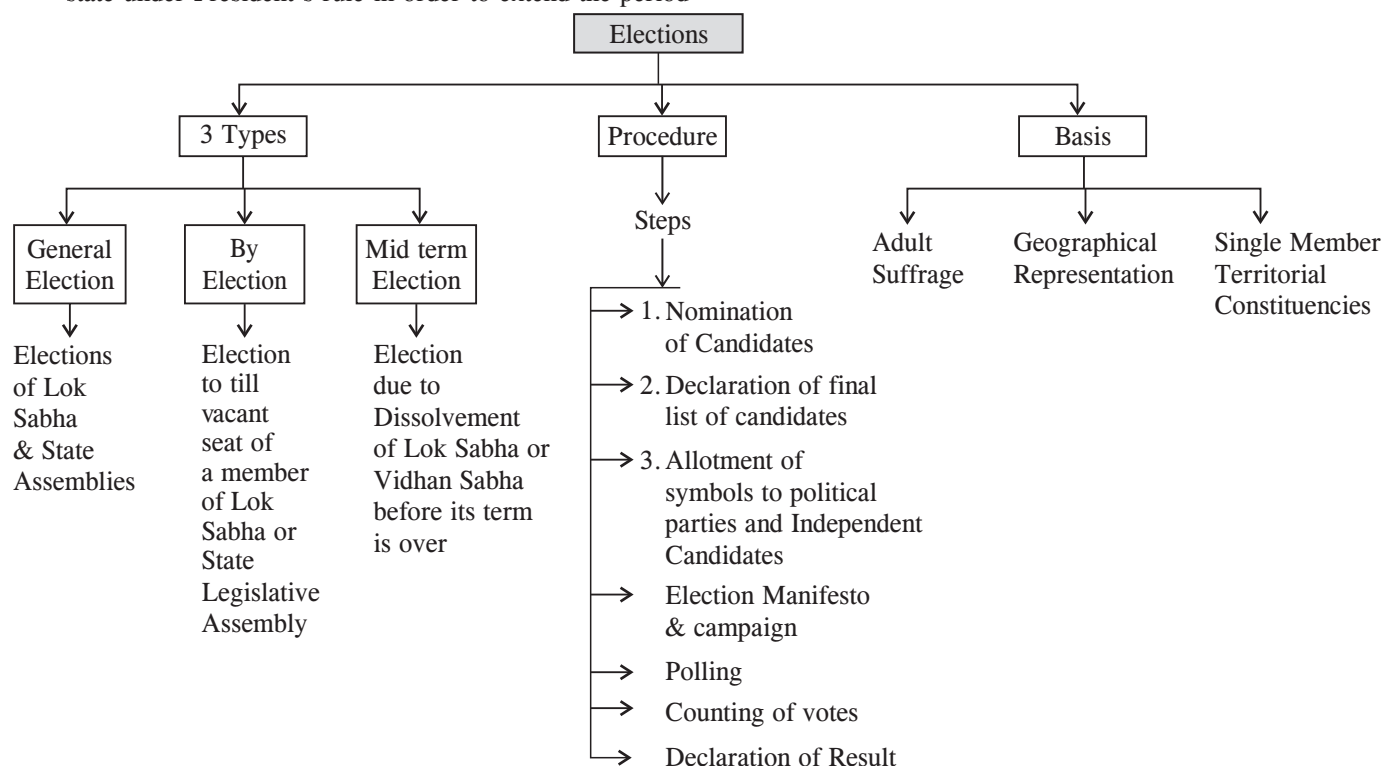 state under President's rule in order to extend the period
Elections
3 Types
Procedure
Basis
General
Election
By
Election
Mid term
Election
Steps
Adult
Suffrage
Geographical
Representation
Single Member
Territorial
Constituencies
Elections
of Lok
Sabha
& State
Assemblies
Election
to till
vacant
seat of
a member
of Lok
Sabha or
State
Legislative
Assembly
Election
due to
Dissolvement
of Lok Sabha or
Vidhan Sabha
before its term
is over
1. Nomination
of Candidates
2. Declaration of final
list of candidates
3. Allotment of
symbols to political
parties and Independent
Candidates
Election Manifesto
& campaign
Polling
Counting of votes
Declaration of Result